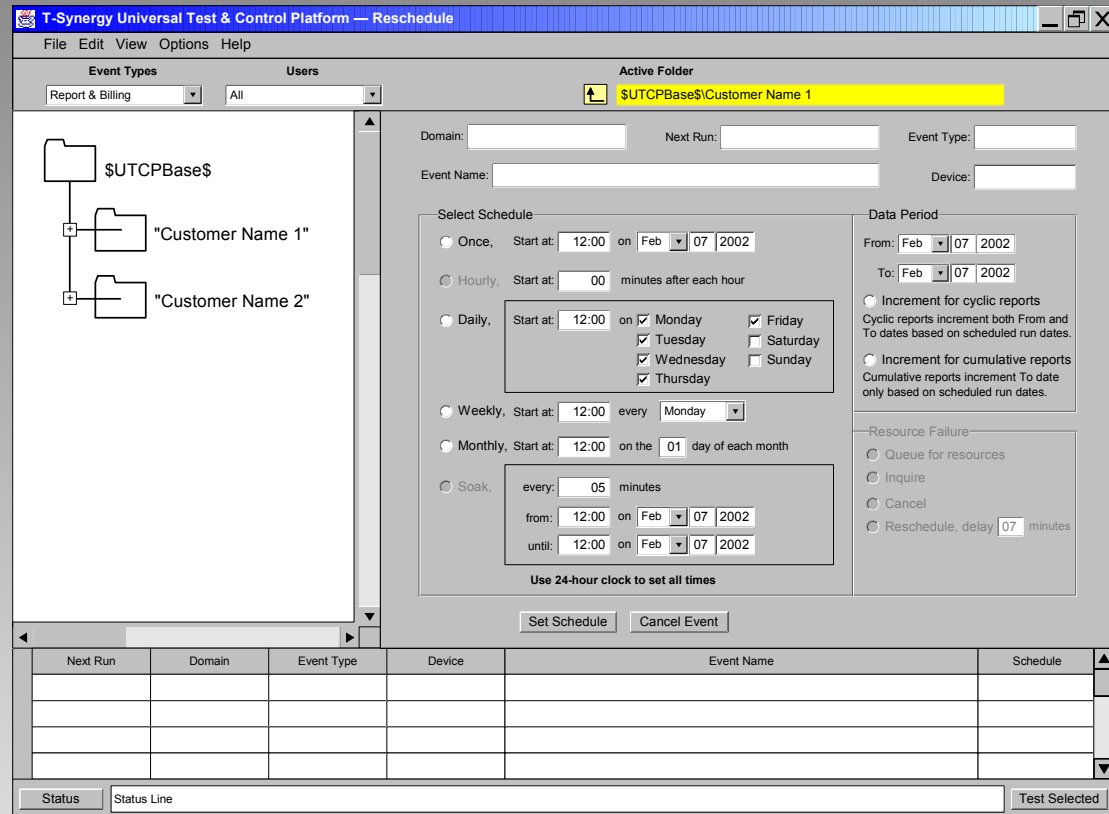 T-Synergy Universal Test & Control Platform — Reschedule
File Edit View Options Help
Event Types Users Active Folder
Report & Billing All $UTCPBase$\Customer Name 1
$UTCPBase$
"Customer Name 1"
"Customer Name 2"
Domain: Next Run: Event Type:
Event Name: Device:
Select Schedule
Once, Start at: 12:00 on Feb 07 2002
Hourly, Start at: 00 minutes after each hour
Daily, Start at: 12:00 on Monday Friday
Tuesday Saturday
Wednesday Sunday
Thursday
Weekly, Start at: 12:00 every Monday
Monthly, Start at: 12:00 on the 01 day of each month
Soak, every: 05 minutes
from: 12:00 on Feb 07 2002
until: 12:00 on Feb 07 2002
Use 24-hour clock to set all times
Data Period
From: Feb 07 2002
To: Feb 07 2002
Increment for cyclic reports
Cyclic reports increment both From and
To dates based on scheduled run dates.
Increment for cumulative reports
Cumulative reports increment To date
only based on scheduled run dates.
Resource Failure
Queue for resources
Inquire
Cancel
Reschedule, delay 07 minutes
Set Schedule Cancel Event
Next Run Domain Event Type Device Event Name Schedule
Status Status Line Test Selected